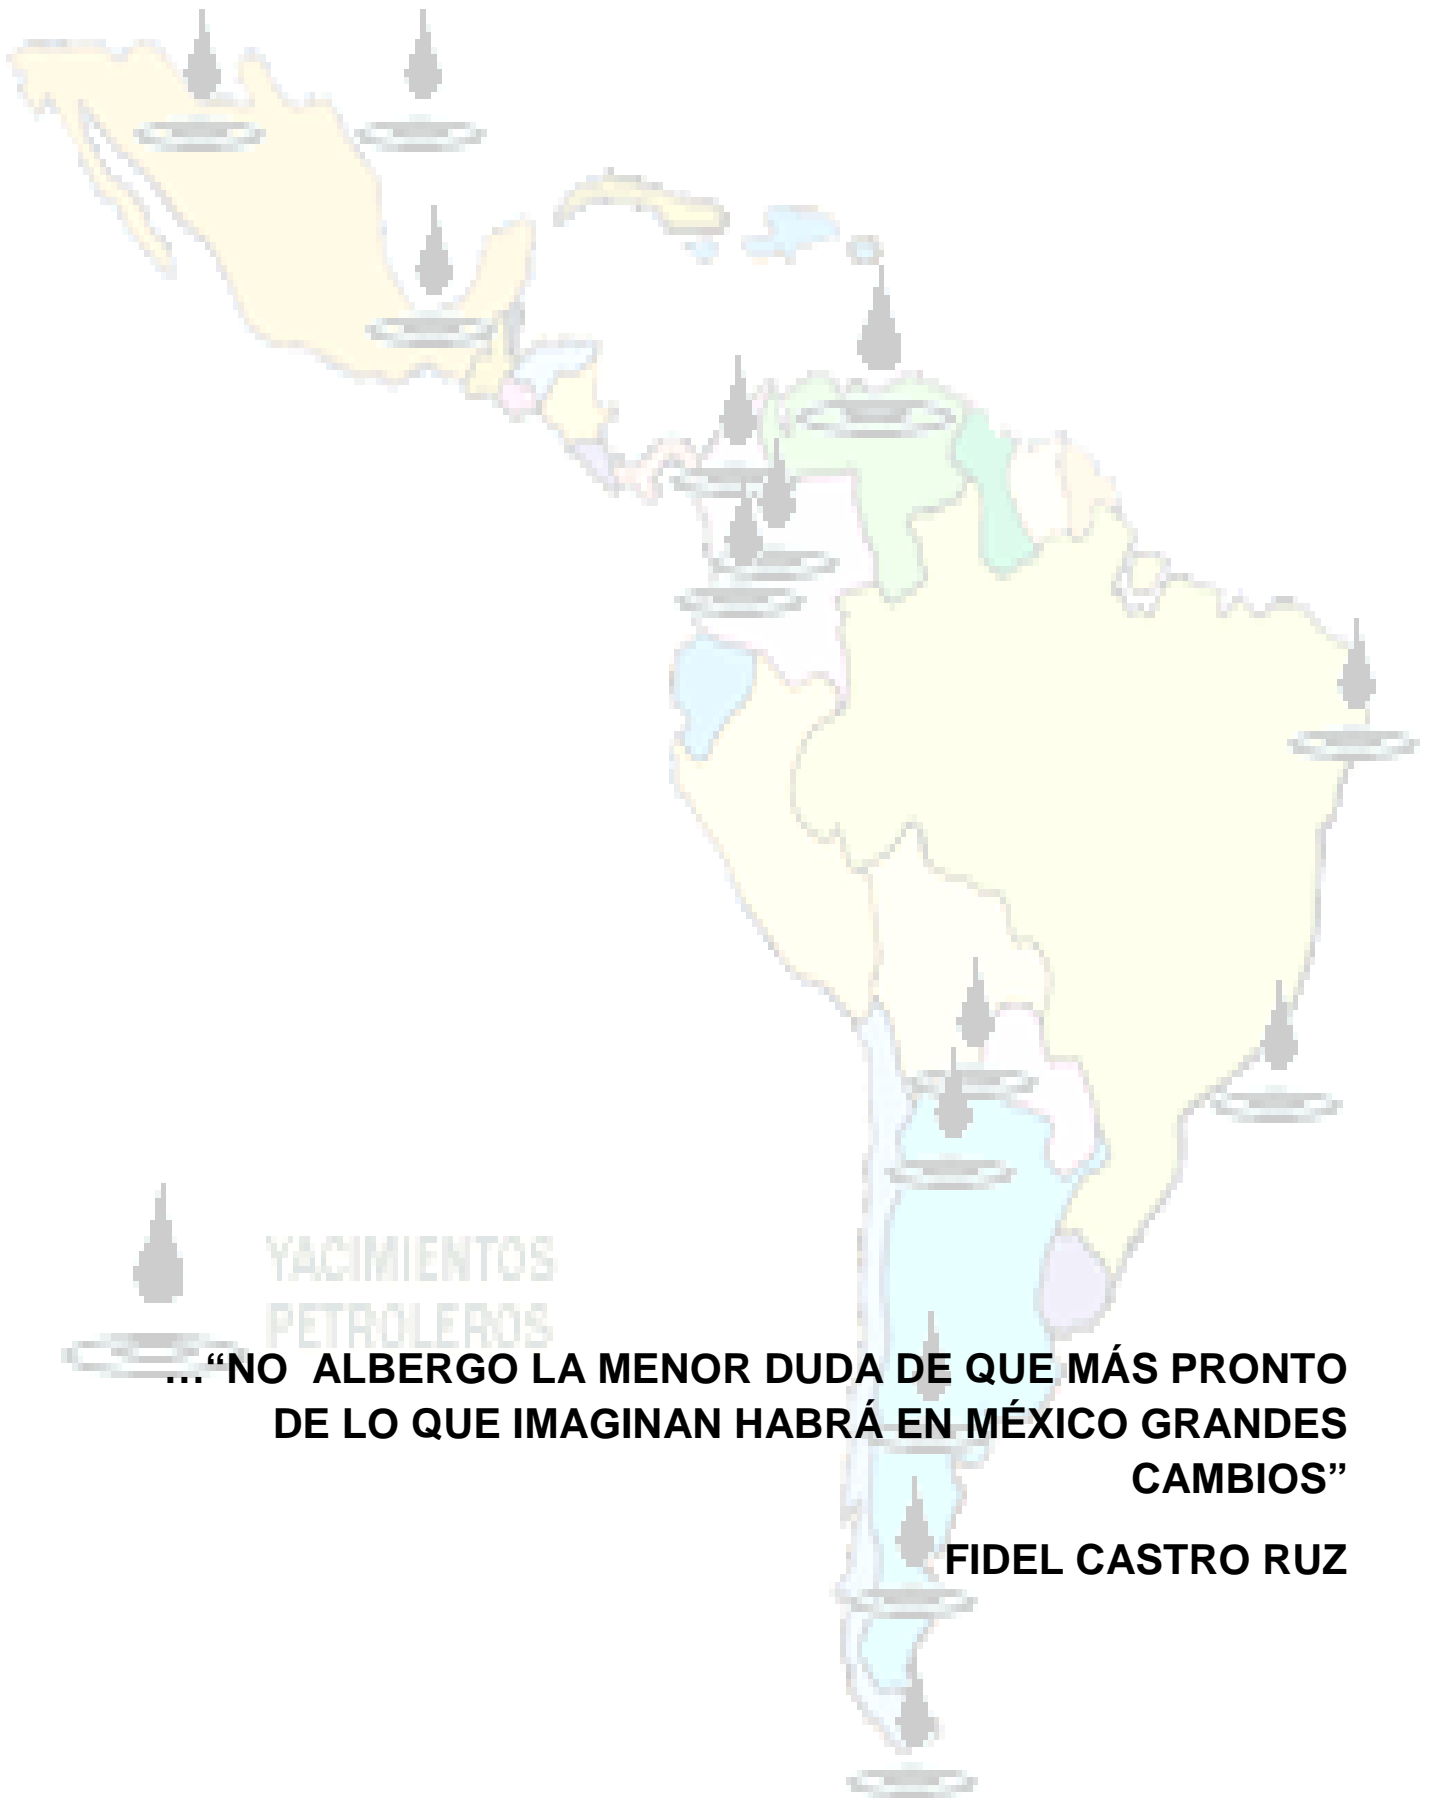 YACIMIENTOS
PETROLEROS
…“NO  ALBERGO LA MENOR DUDA DE QUE MÁS PRONTO
DE LO QUE IMAGINAN HABRÁ EN MÉXICO GRANDES
CAMBIOS”
FIDEL CASTRO RUZ